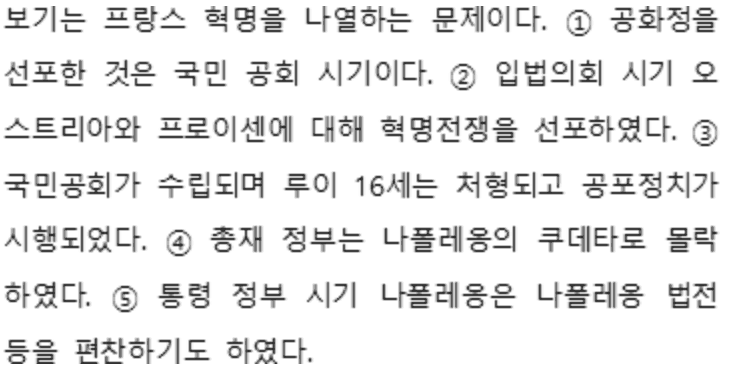 보기는 프랑스 혁명을 나열하는 문제이다. ① 공화정을
선포한 것은 국민 공회 시기이다. ② 입법의회 시기 오
스트리아와 프로이센에 대해 혁명전쟁을 선포하였다. ③
국민공회가 수립되며 루이 16세는 처형되고 공포정치가
시행되었다. ④ 총재 정부는 나폴레옹의 쿠데타로 몰락
하였다. ⑤ 통령 정부 시기 나폴레옹은 나폴레옹 법전
등을 편찬하기도 하였다.